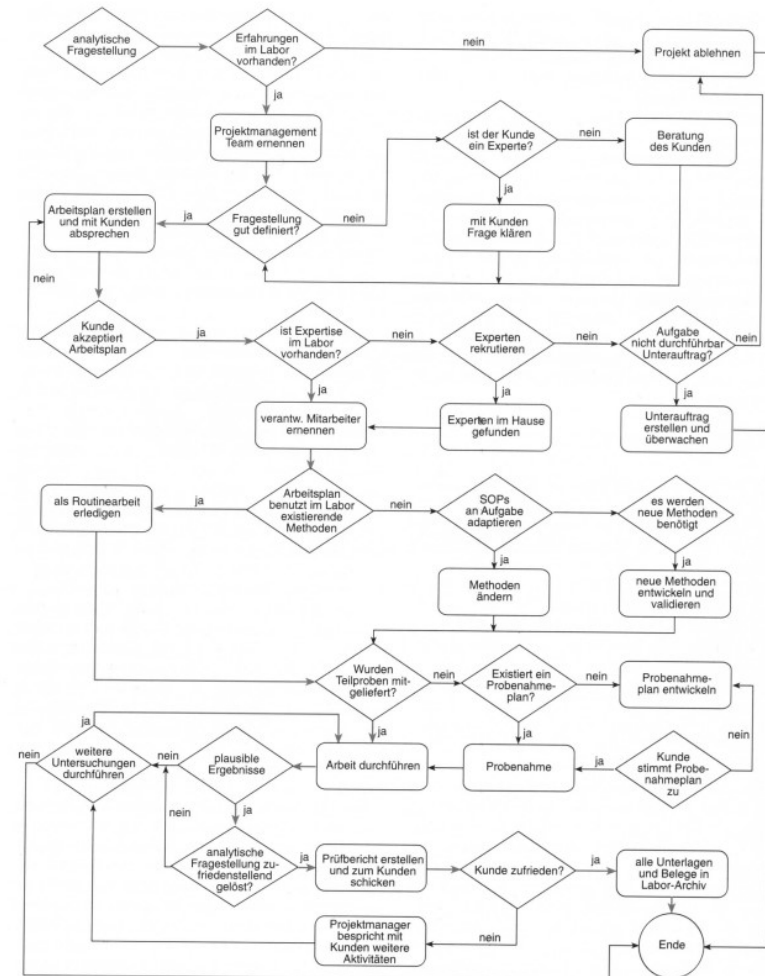 analytische
Fragestellung
Erfahrungen
im Labor
vorhanden?
nein
Projekt ablehnen
ja
Projektmanagement
Team ernennen
ist der Kunde
ein Experte?
nein
Beratung
des Kunden
ja
Arbeitsplan erstellen
und mit Kunden
absprechen
ja
Fragestellung
gut definiert?
nein
mit Kunden
Frage klären
nein
Kunde
akzeptiert
Arbeitsplan
ja
ist Expertise
im Labor
vorhanden?
nein
Experten
rekrutieren
nein
Aufgabe
nicht durchführbar
Unterauftrag?
nein
ja
ja
ja
verantw. Mitarbeiter
ernennen
Experten im Hause
gefunden
Unterauftrag
erstellen und
überwachen
als Routinearbeit
erledigen
ja
Arbeitsplan
benutzt im Labor
existierende
Methoden
nein
SOPs
an Aufgabe
adaptieren
es werden
neue Methoden
benötigt
ja
ja
Methoden
ändern
neue Methoden
entwickeln und
validieren
Wurden
Teilproben mit-
geliefert?
nein
Existiert ein
Probenahme-
plan?
nein
Probenahme-
plan entwickeln
ja
ja
ja
nein
nein
weitere
Untersuchungen
durchführen
nein
plausible
Ergebnisse
Arbeit durchführen
Probenahme
ja
Kunde
stimmt Probe-
nahmeplan
zu
nein
ja
analytische
Fragestellung zu-
friedenstellend
gelöst?
ja
Prüfbericht erstellen
und zum Kunden
schicken
Kunde zufrieden?
ja
alle Unterlagen
und Belege in
Labor-Archiv
Projektmanager
bespricht mit
Kunden weitere
Aktivitäten
nein
Ende